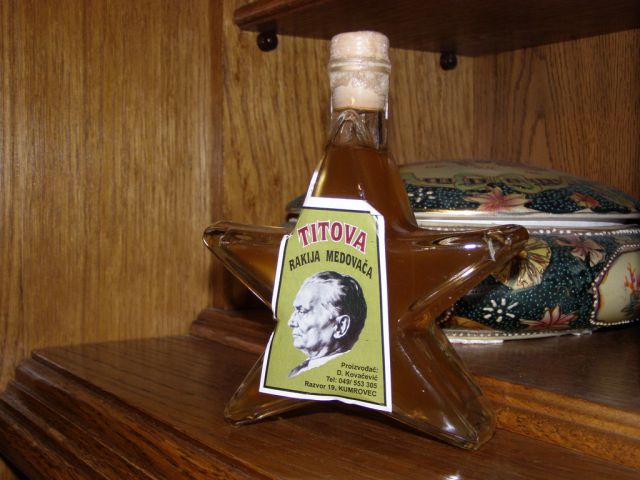 TITOVA
RAKIJA MEDOVAČA
Proizvođač:
D. Kovačević
Tel: 049/ 553 305
Razvor 19, KUMROVEC